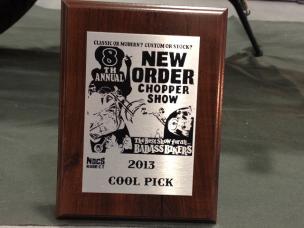 CLASSIC OR MODERN? CUSTOM OR STOCK?
8TH ANNUAL
NEW ORDER
CHOPPER
SHOW
The Best Show for all
BADASS BIKERS
2013
COOL PICK